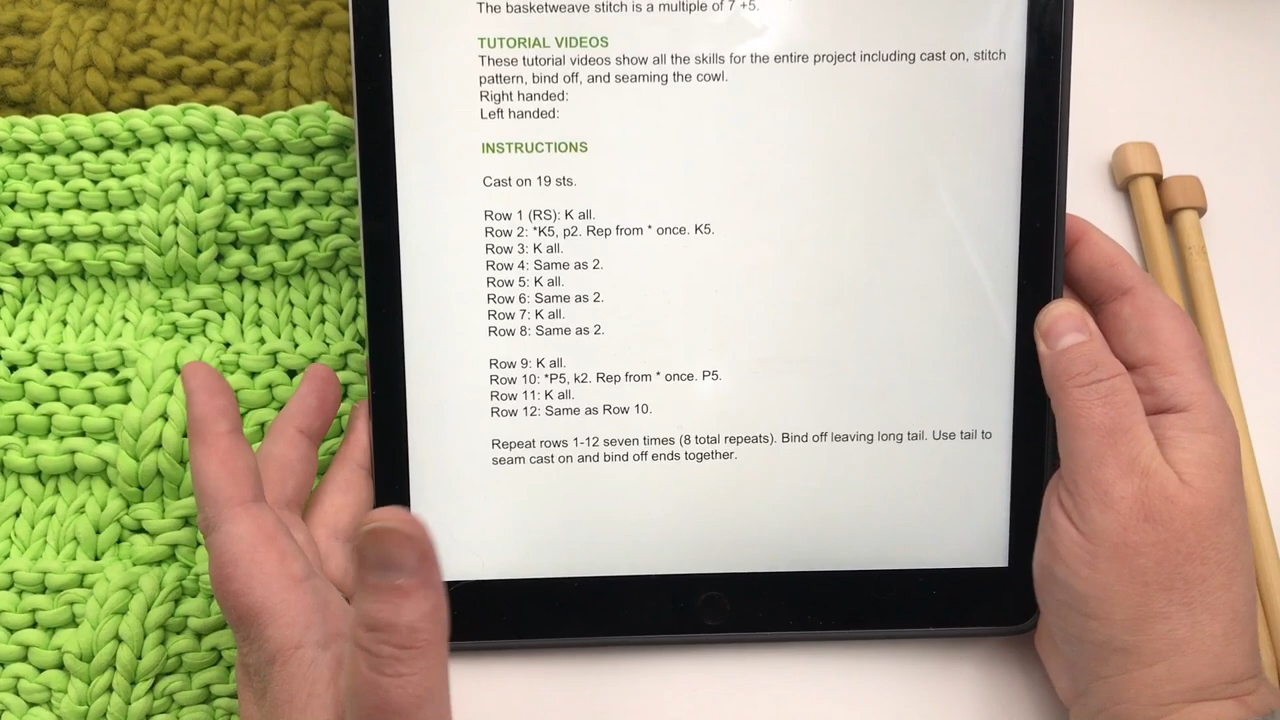 The basketweave stitch is a multiple of 7 +5.
TUTORIAL VIDEOS
These tutorial videos show all the skills for the entire project including cast on, stitch
pattern, bind off, and seaming the cowl.
Right handed:
Left handed:
INSTRUCTIONS
Cast on 19 sts.
Row 1 (RS): K all.
Row 2: *K5, p2. Rep from * once. K5.
Row 3: K all.
Row 4: Same as 2.
Row 5: K all.
Row 6: Same as 2.
Row 7: K all.
Row 8: Same as 2.
Row 9: K all.
Row 10: *P5, k2. Rep from * once. P5.
Row 11: K all.
Row 12: Same as Row 10.
Repeat rows 1-12 seven times (8 total repeats). Bind off leaving long tail. Use tail to
seam cast on and bind off ends together.